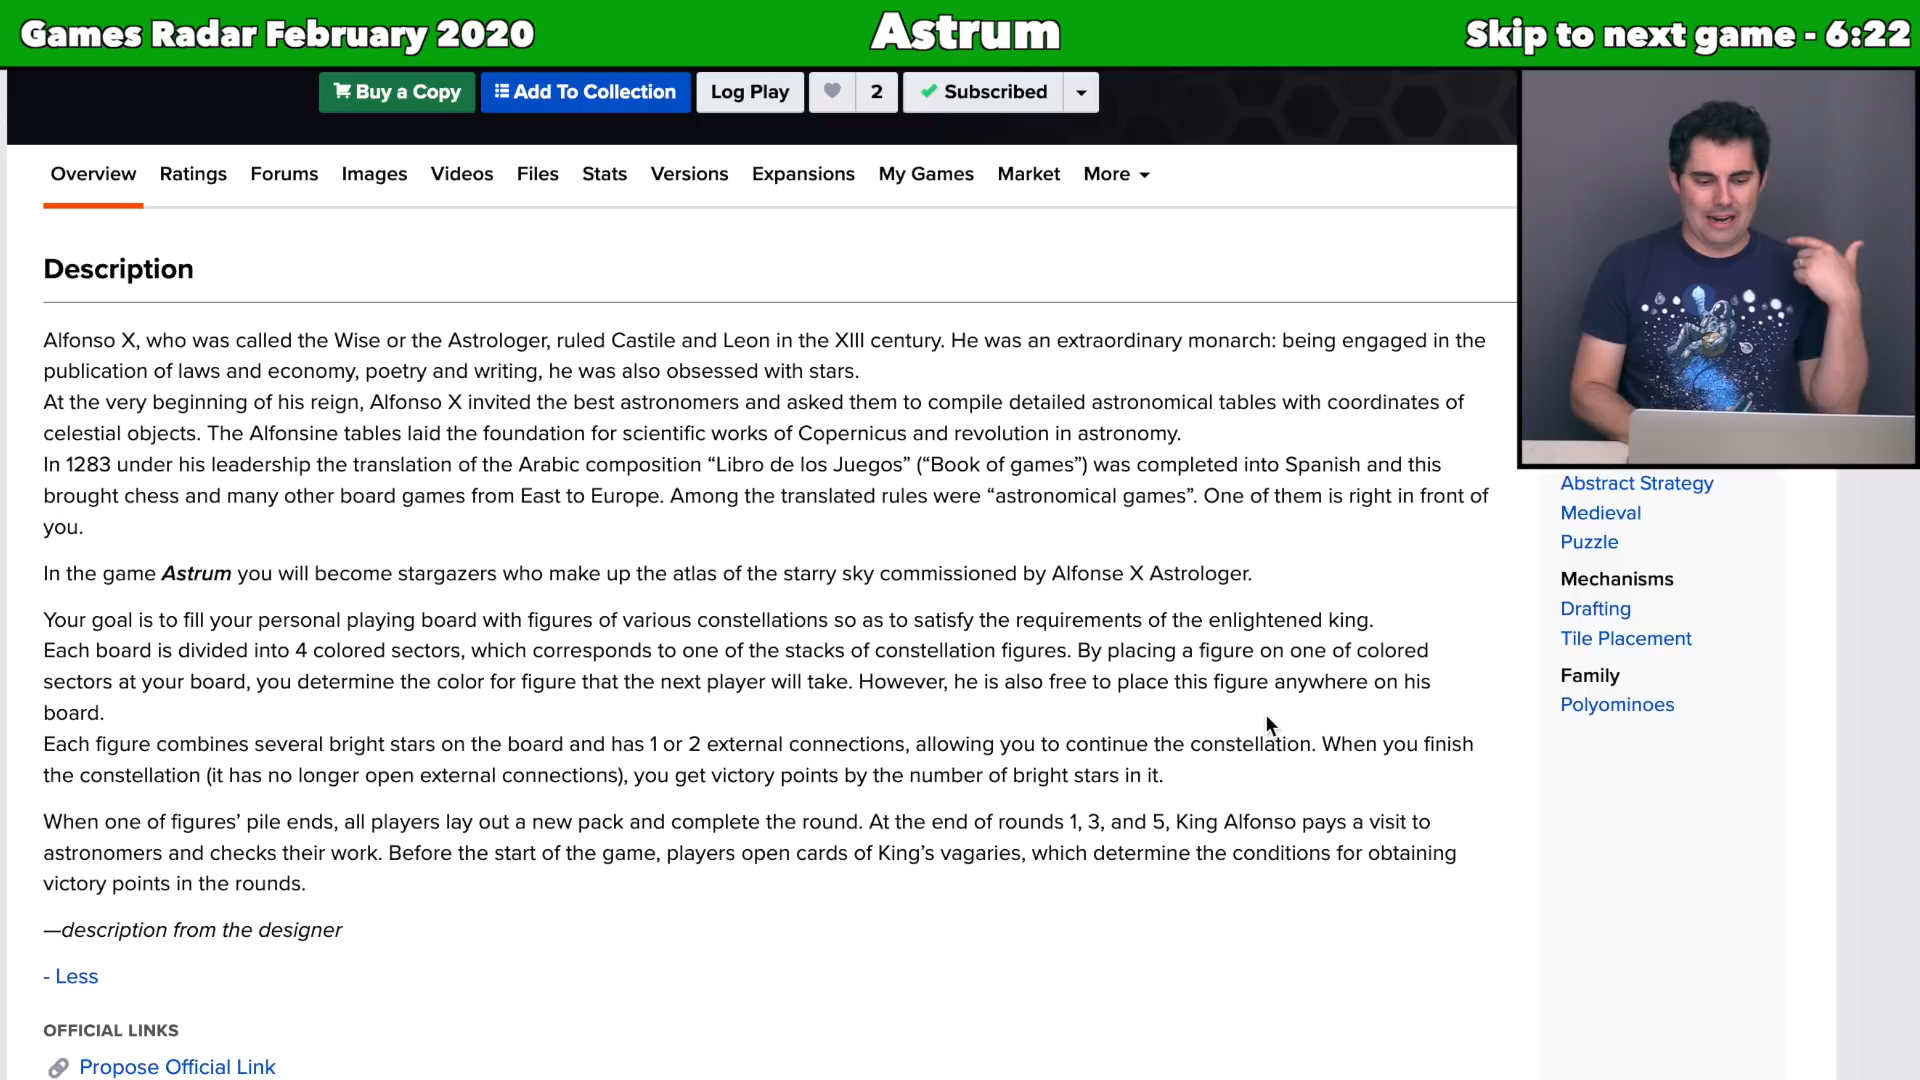 Games Radar February 2020
Astrum
Skip to next game - 6:22
Buy a Copy
Add To Collection
Log Play
2
Subscribed
Overview
Ratings
Forums
Images
Videos
Files
Stats
Versions
Expansions
My Games
Market
More
Description
Alfonso X, who was called the Wise or the Astrologer, ruled Castile and Leon in the XIII century. He was an extraordinary monarch: being engaged in the
publication of laws and economy, poetry and writing, he was also obsessed with stars.
At the very beginning of his reign, Alfonso X invited the best astronomers and asked them to compile detailed astronomical tables with coordinates of
celestial objects. The Alfonsine tables laid the foundation for scientific works of Copernicus and revolution in astronomy.
In 1283 under his leadership the translation of the Arabic composition “Libro de los Juegos” (“Book of games”) was completed into Spanish and this
brought chess and many other board games from East to Europe. Among the translated rules were “astronomical games”. One of them is right in front of
you.
In the game Astrum you will become stargazers who make up the atlas of the starry sky commissioned by Alfonse X Astrologer.
Your goal is to fill your personal playing board with figures of various constellations so as to satisfy the requirements of the enlightened king.
Each board is divided into 4 colored sectors, which corresponds to one of the stacks of constellation figures. By placing a figure on one of colored
sectors at your board, you determine the color for figure that the next player will take. However, he is also free to place this figure anywhere on his
board.
Each figure combines several bright stars on the board and has 1 or 2 external connections, allowing you to continue the constellation. When you finish
the constellation (it has no longer open external connections), you get victory points by the number of bright stars in it.
When one of figures’ pile ends, all players lay out a new pack and complete the round. At the end of rounds 1, 3, and 5, King Alfonso pays a visit to
astronomers and checks their work. Before the start of the game, players open cards of King’s vagaries, which determine the conditions for obtaining
victory points in the rounds.
—description from the designer
- Less
OFFICIAL LINKS
Propose Official Link
Abstract Strategy
Medieval
Puzzle
Mechanisms
Drafting
Tile Placement
Family
Polyominoes